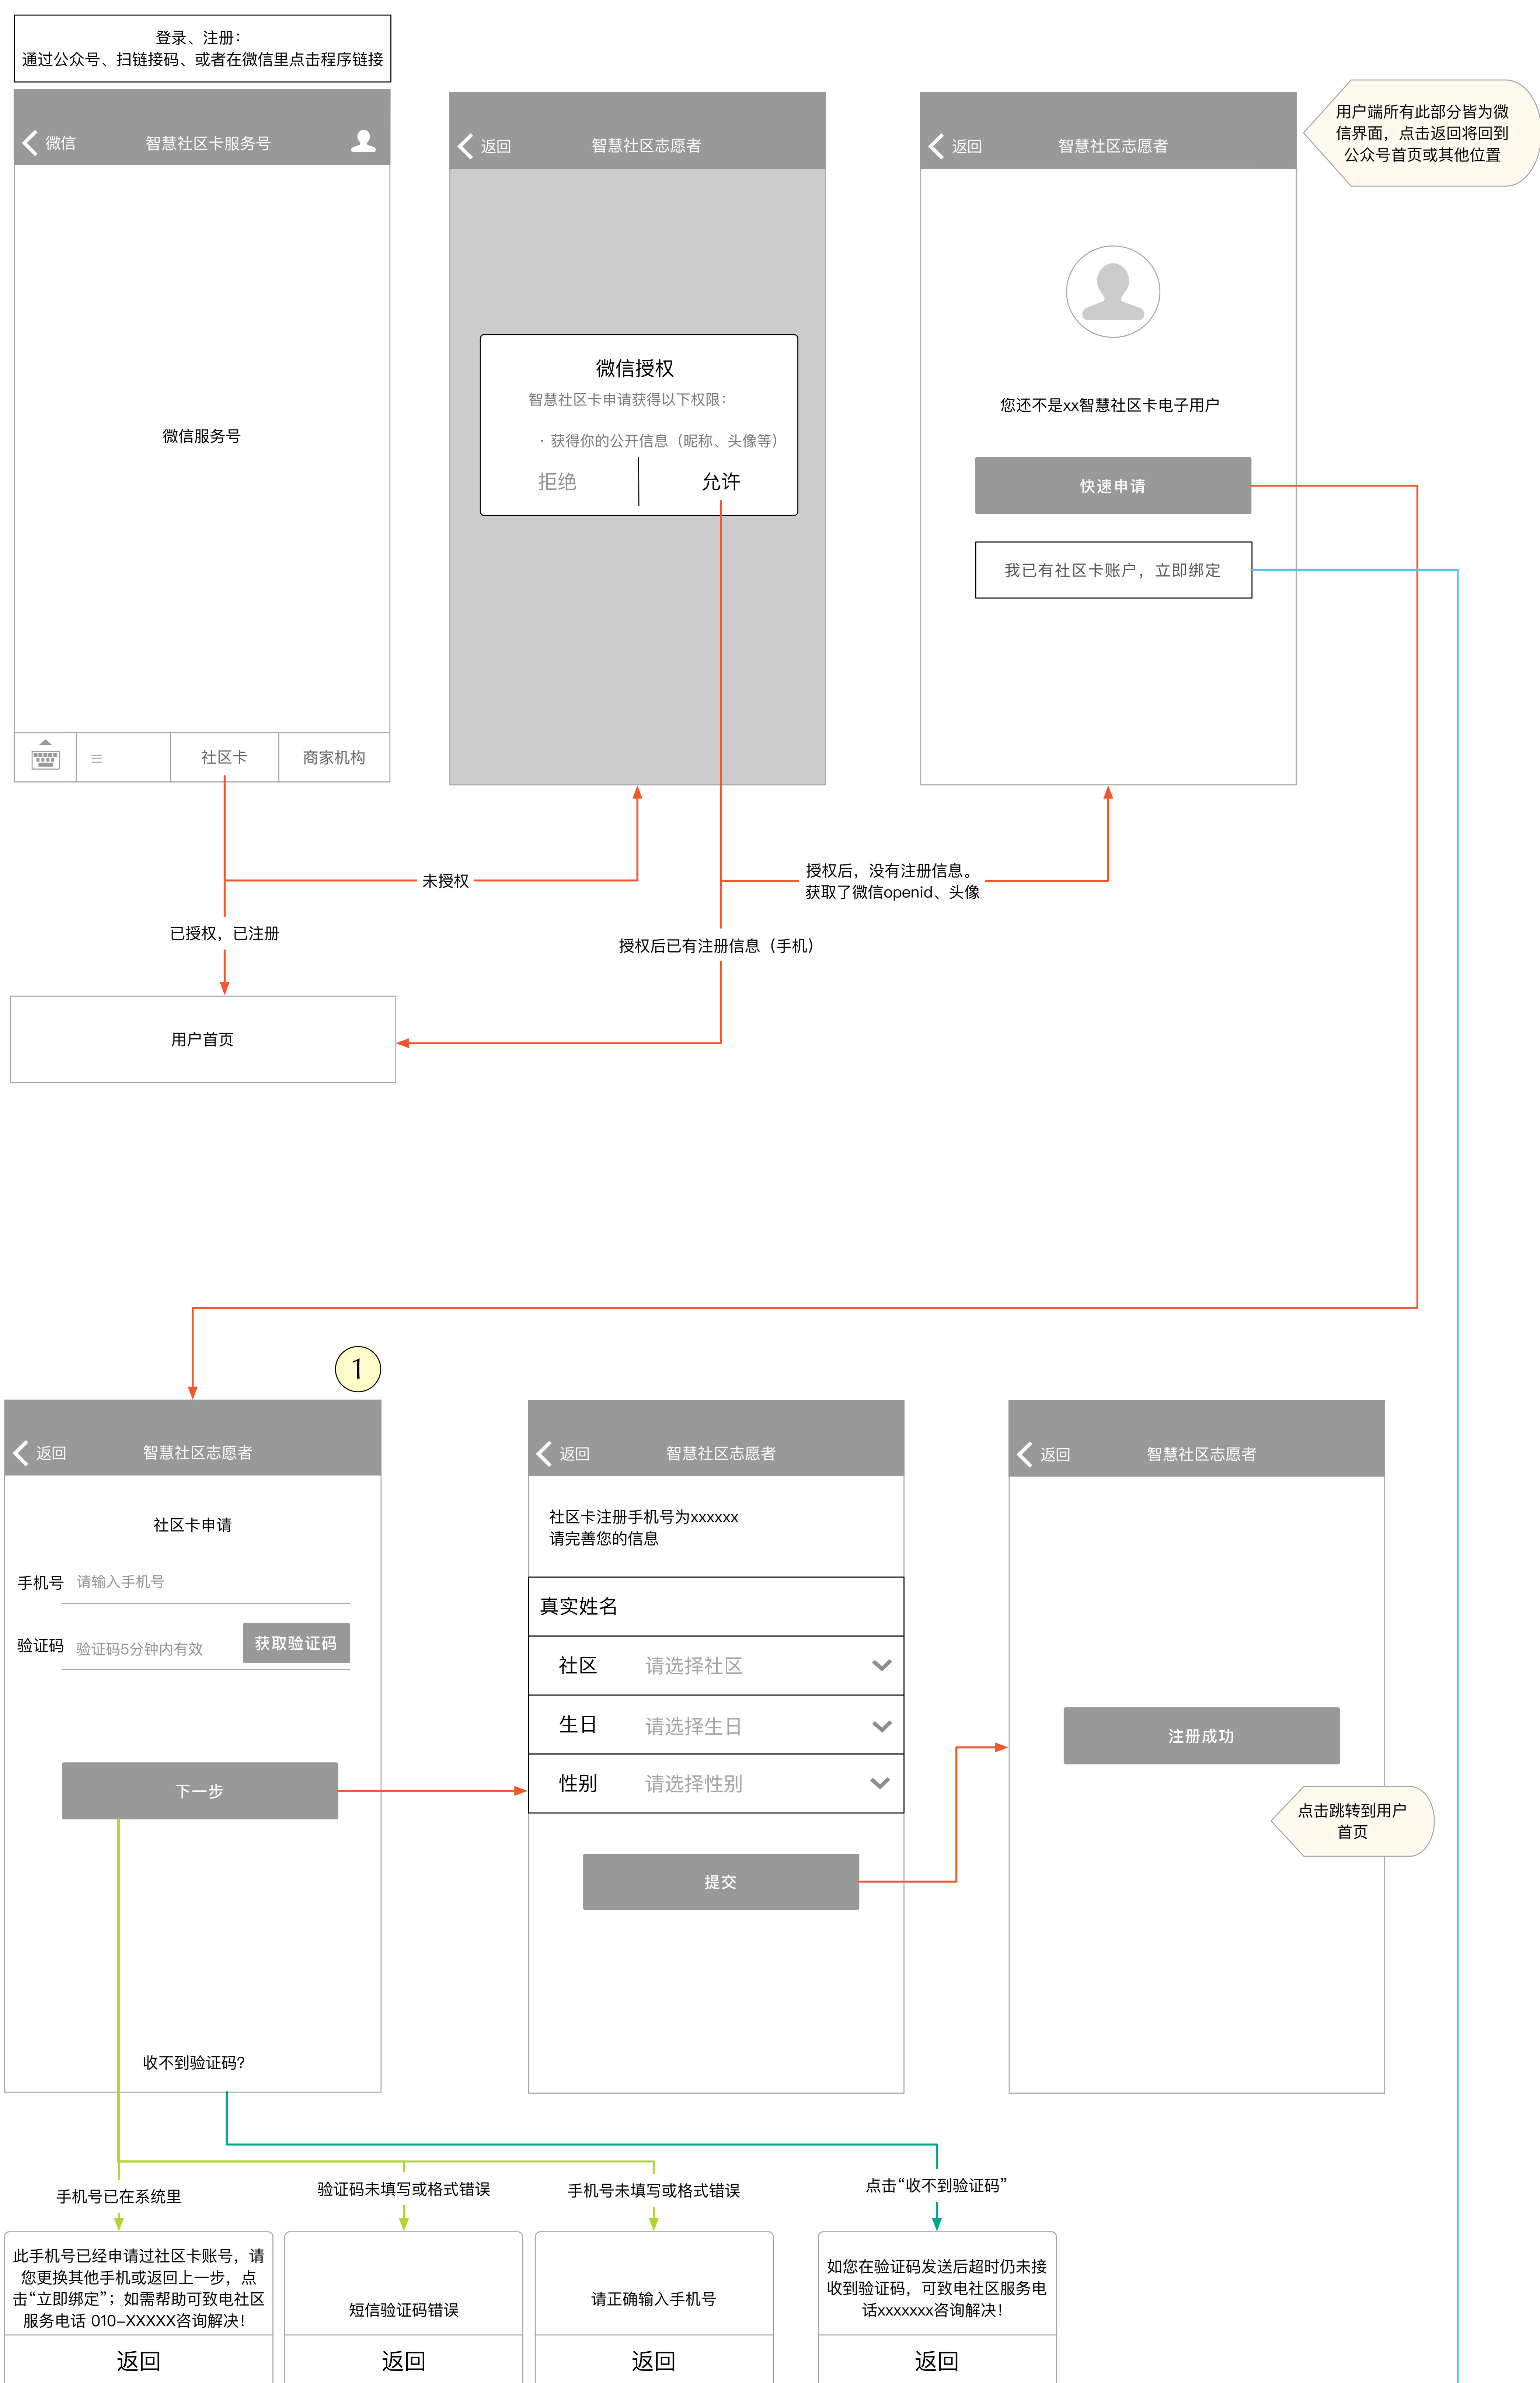 登录、注册：
通过公众号、扫链接码、或者在微信里点击程序链接
微信
智慧社区卡服务号
微信服务号
社区卡
商家机构
返回
智慧社区志愿者
微信授权
智慧社区卡申请获得以下权限：
· 获得你的公开信息（昵称、头像等）
拒绝
允许
返回
智慧社区志愿者
您还不是xx智慧社区卡电子用户
快速申请
我已有社区卡账户，立即绑定
用户端所有此部分皆为微
信界面，点击返回将回到
公众号首页或其他位置
未授权
授权后，没有注册信息。
获取了微信openid、头像
已授权，已注册
授权后已有注册信息（手机）
用户首页
1
返回
智慧社区志愿者
社区卡申请
手机号
请输入手机号
验证码
验证码5分钟内有效
获取验证码
下一步
收不到验证码？
返回
智慧社区志愿者
社区卡注册手机号为xxxxxx
请完善您的信息
真实姓名
社区
请选择社区
生日
请选择生日
性别
请选择性别
提交
返回
智慧社区志愿者
注册成功
点击跳转到用户
首页
手机号已在系统里
验证码未填写或格式错误
手机号未填写或格式错误
点击“收不到验证码”
此手机号已经申请过社区卡账号，请
您更换其他手机或返回上一步，点
击“立即绑定”；如需帮助可致电社区
服务电话 010-XXXXX咨询解决！
返回
短信验证码错误
返回
请正确输入手机号
返回
如您在验证码发送后超时仍未接
收到验证码，可致电社区服务电
话xxxxxxx咨询解决！
返回